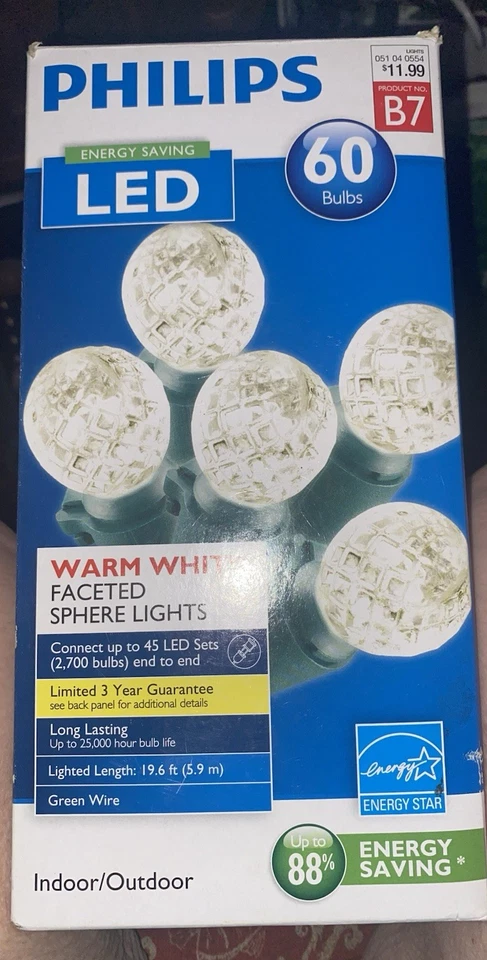 PHILIPS
LIGHTS
051 04 0554
$11.99
PRODUCT NO.
B7
ENERGY SAVING
LED
60
Bulbs
WARM WHITE
FACETED
SPHERE LIGHTS
Connect up to 45 LED Sets
(2,700 bulbs) end to end
Limited 3 Year Guarantee
see back panel for additional details
Long Lasting
Up to 25,000 hour bulb life
Lighted Length: 19.6 ft (5.9 m)
Green Wire
energy
ENERGY STAR
Up to
88%
ENERGY
SAVING*
Indoor/Outdoor